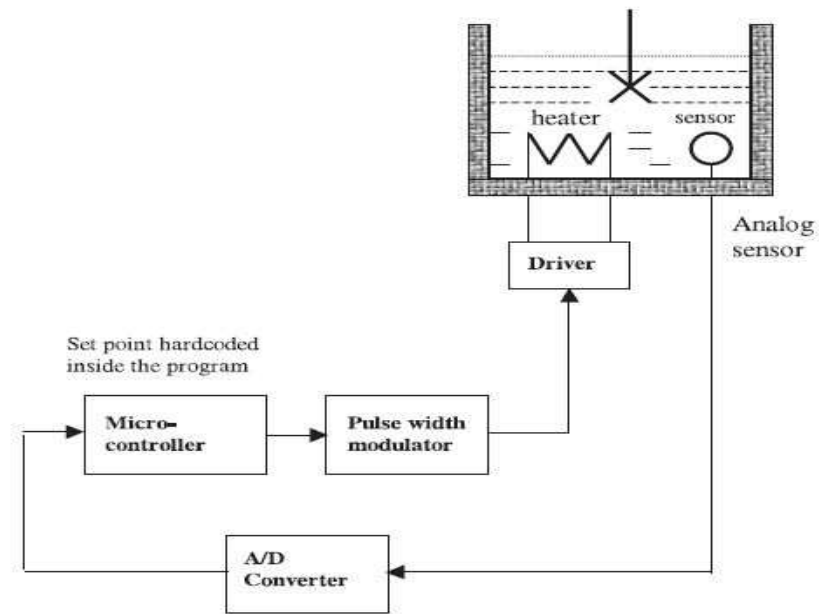 heater
sensor
Analog
sensor
Driver
Set point hardcoded
inside the program
Micro-
controller
Pulse width
modulator
A/D
Converter